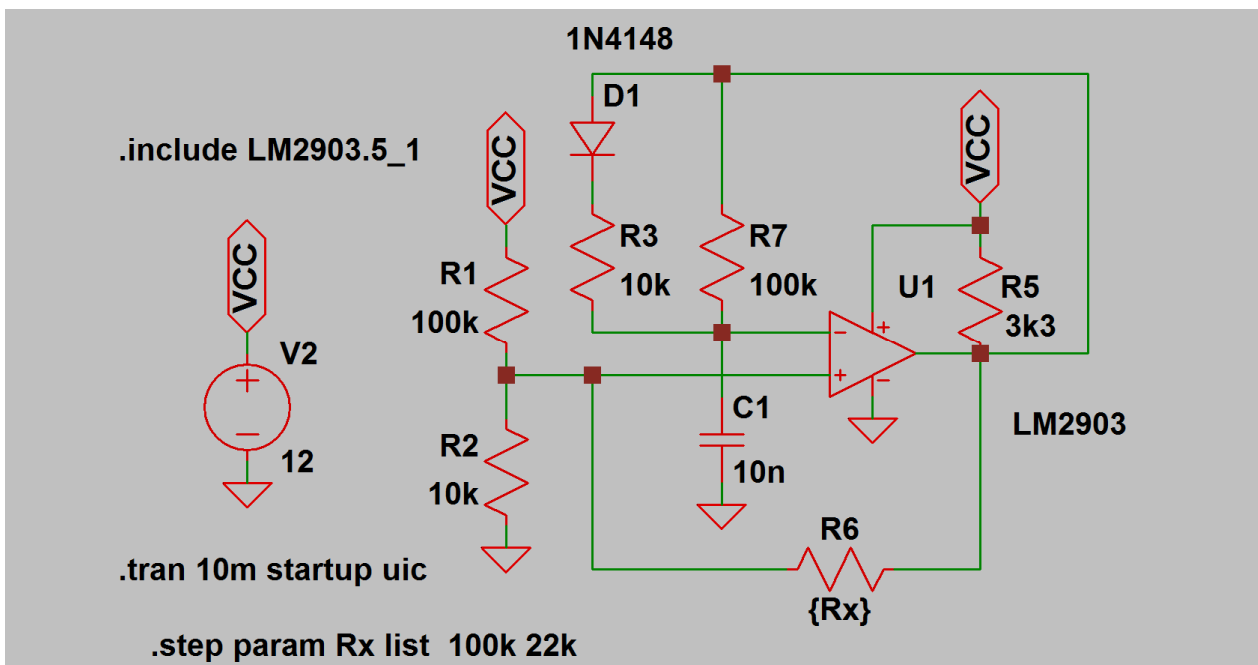 1N4148
D1
.include LM2903.5_1
VCC
VCC
VCC
R3
10k
R7
100k
R1
100k
U1
R5
3k3
V2
12
C1
10n
LM2903
R2
10k
R6
{Rx}
.tran 10m startup uic
.step param Rx list 100k 22k